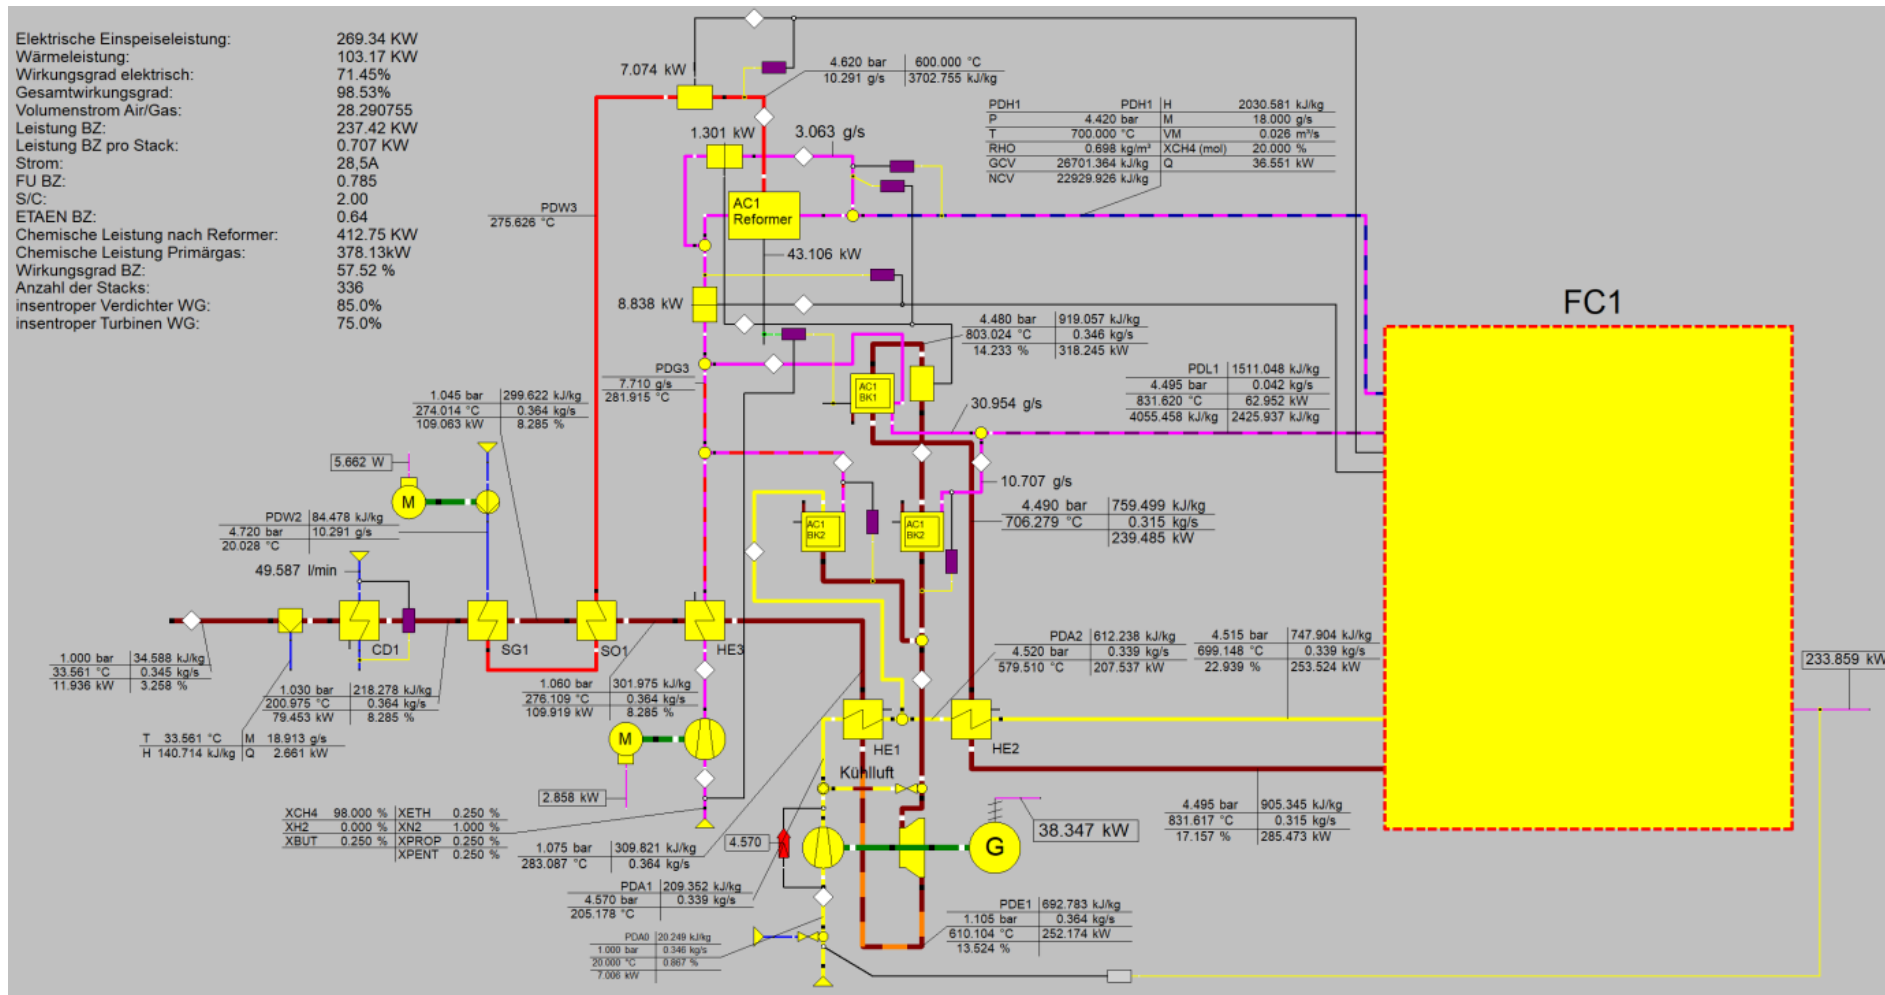 Elektrische Einspeiseleistung: 269.34 KW
Wärmeleistung: 103.17 KW
Wirkungsgrad elektrisch: 71.45%
Gesamtwirkungsgrad: 98.53%
Volumenstrom Air/Gas: 28.290755
Leistung BZ: 237.42 KW
Leistung BZ pro Stack: 0.707 KW
Strom: 28,5A
FU BZ: 0.785
S/C: 2.00
ETAEN BZ: 0.64
Chemische Leistung nach Reformer: 412.75 KW
Chemische Leistung Primärgas: 378.13kW
Wirkungsgrad BZ: 57.52 %
Anzahl der Stacks: 336
insentroper Verdichter WG: 85.0%
insentroper Turbinen WG: 75.0%
7.074 kW
4.620 bar 600.000 °C
10.291 g/s 3702.755 kJ/kg
PDH1 PDH1 H 2030.581 kJ/kg
P 4.420 bar M 18.000 g/s
T 700.000 °C VM 0.026 m³/s
RHO 0.698 kg/m³ XCH4 (mol) 20.000 %
GCV 26701.364 kJ/kg Q 36.551 kW
NCV 22929.926 kJ/kg
1.301 kW 3.063 g/s
AC1
Reformer
PDW3
275.626 °C
43.106 kW
8.838 kW
FC1
4.480 bar 919.057 kJ/kg
803.024 °C 0.346 kg/s
14.233 % 318.245 kW
PDG3
7.710 g/s
281.915 °C
PDL1 1511.048 kJ/kg
4.495 bar 0.042 kg/s
831.620 °C 62.952 kW
4055.458 kJ/kg 2425.937 kJ/kg
AC1
BK1
1.045 bar 299.622 kJ/kg
274.014 °C 0.364 kg/s
109.063 kW 8.285 %
30.954 g/s
5.662 W
M
10.707 g/s
4.490 bar 759.499 kJ/kg
706.279 °C 0.315 kg/s
239.485 kW
PDW2 84.478 kJ/kg
4.720 bar 10.291 g/s
20.028 °C
AC1
BK2
AC1
BK2
49.587 l/min
CD1
SG1
SO1
HE3
1.000 bar 34.588 kJ/kg
33.561 °C 0.345 kg/s
11.936 kW 3.258 %
1.030 bar 218.278 kJ/kg
200.975 °C 0.364 kg/s
79.453 kW 8.285 %
1.060 bar 301.975 kJ/kg
276.109 °C 0.364 kg/s
109.919 kW 8.285 %
PDA2 612.238 kJ/kg
4.520 bar 0.339 kg/s
579.510 °C 207.537 kW
4.515 bar 747.904 kJ/kg
699.148 °C 0.339 kg/s
22.939 % 253.524 kW
233.859 kW
T 33.561 °C M 18.913 g/s
H 140.714 kJ/kg Q 2.661 kW
M
HE1
HE2
Kühlluft
2.858 kW
XCH4 98.000 % XETH 0.250 %
XH2 0.000 % XN2 1.000 %
XBUT 0.250 % XPROP 0.250 %
XPENT 0.250 %
4.495 bar 905.345 kJ/kg
831.617 °C 0.315 kg/s
17.157 % 285.473 kW
38.347 kW
4.570
G
1.075 bar 309.821 kJ/kg
283.087 °C 0.364 kg/s
PDA1 209.352 kJ/kg
4.570 bar 0.339 kg/s
205.178 °C
PDE1 692.783 kJ/kg
1.105 bar 0.364 kg/s
610.104 °C 252.174 kW
13.524 %
PDA0 20.249 kJ/kg
1.000 bar 0.346 kg/s
20.000 °C 0.867 %
7.006 kW